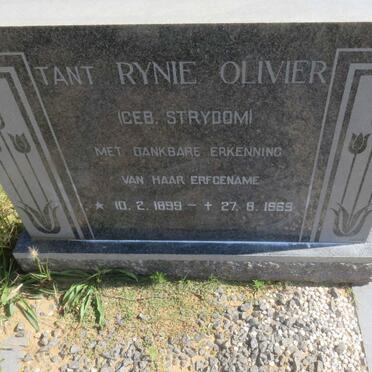 TANT RYNIE OLIVIER
(GEB. STRYDOM)
MET DANKBARE ERKENNING
VAN HAAR ERFGENAME
* 10. 2. 1899 - + 27. 8. 1969